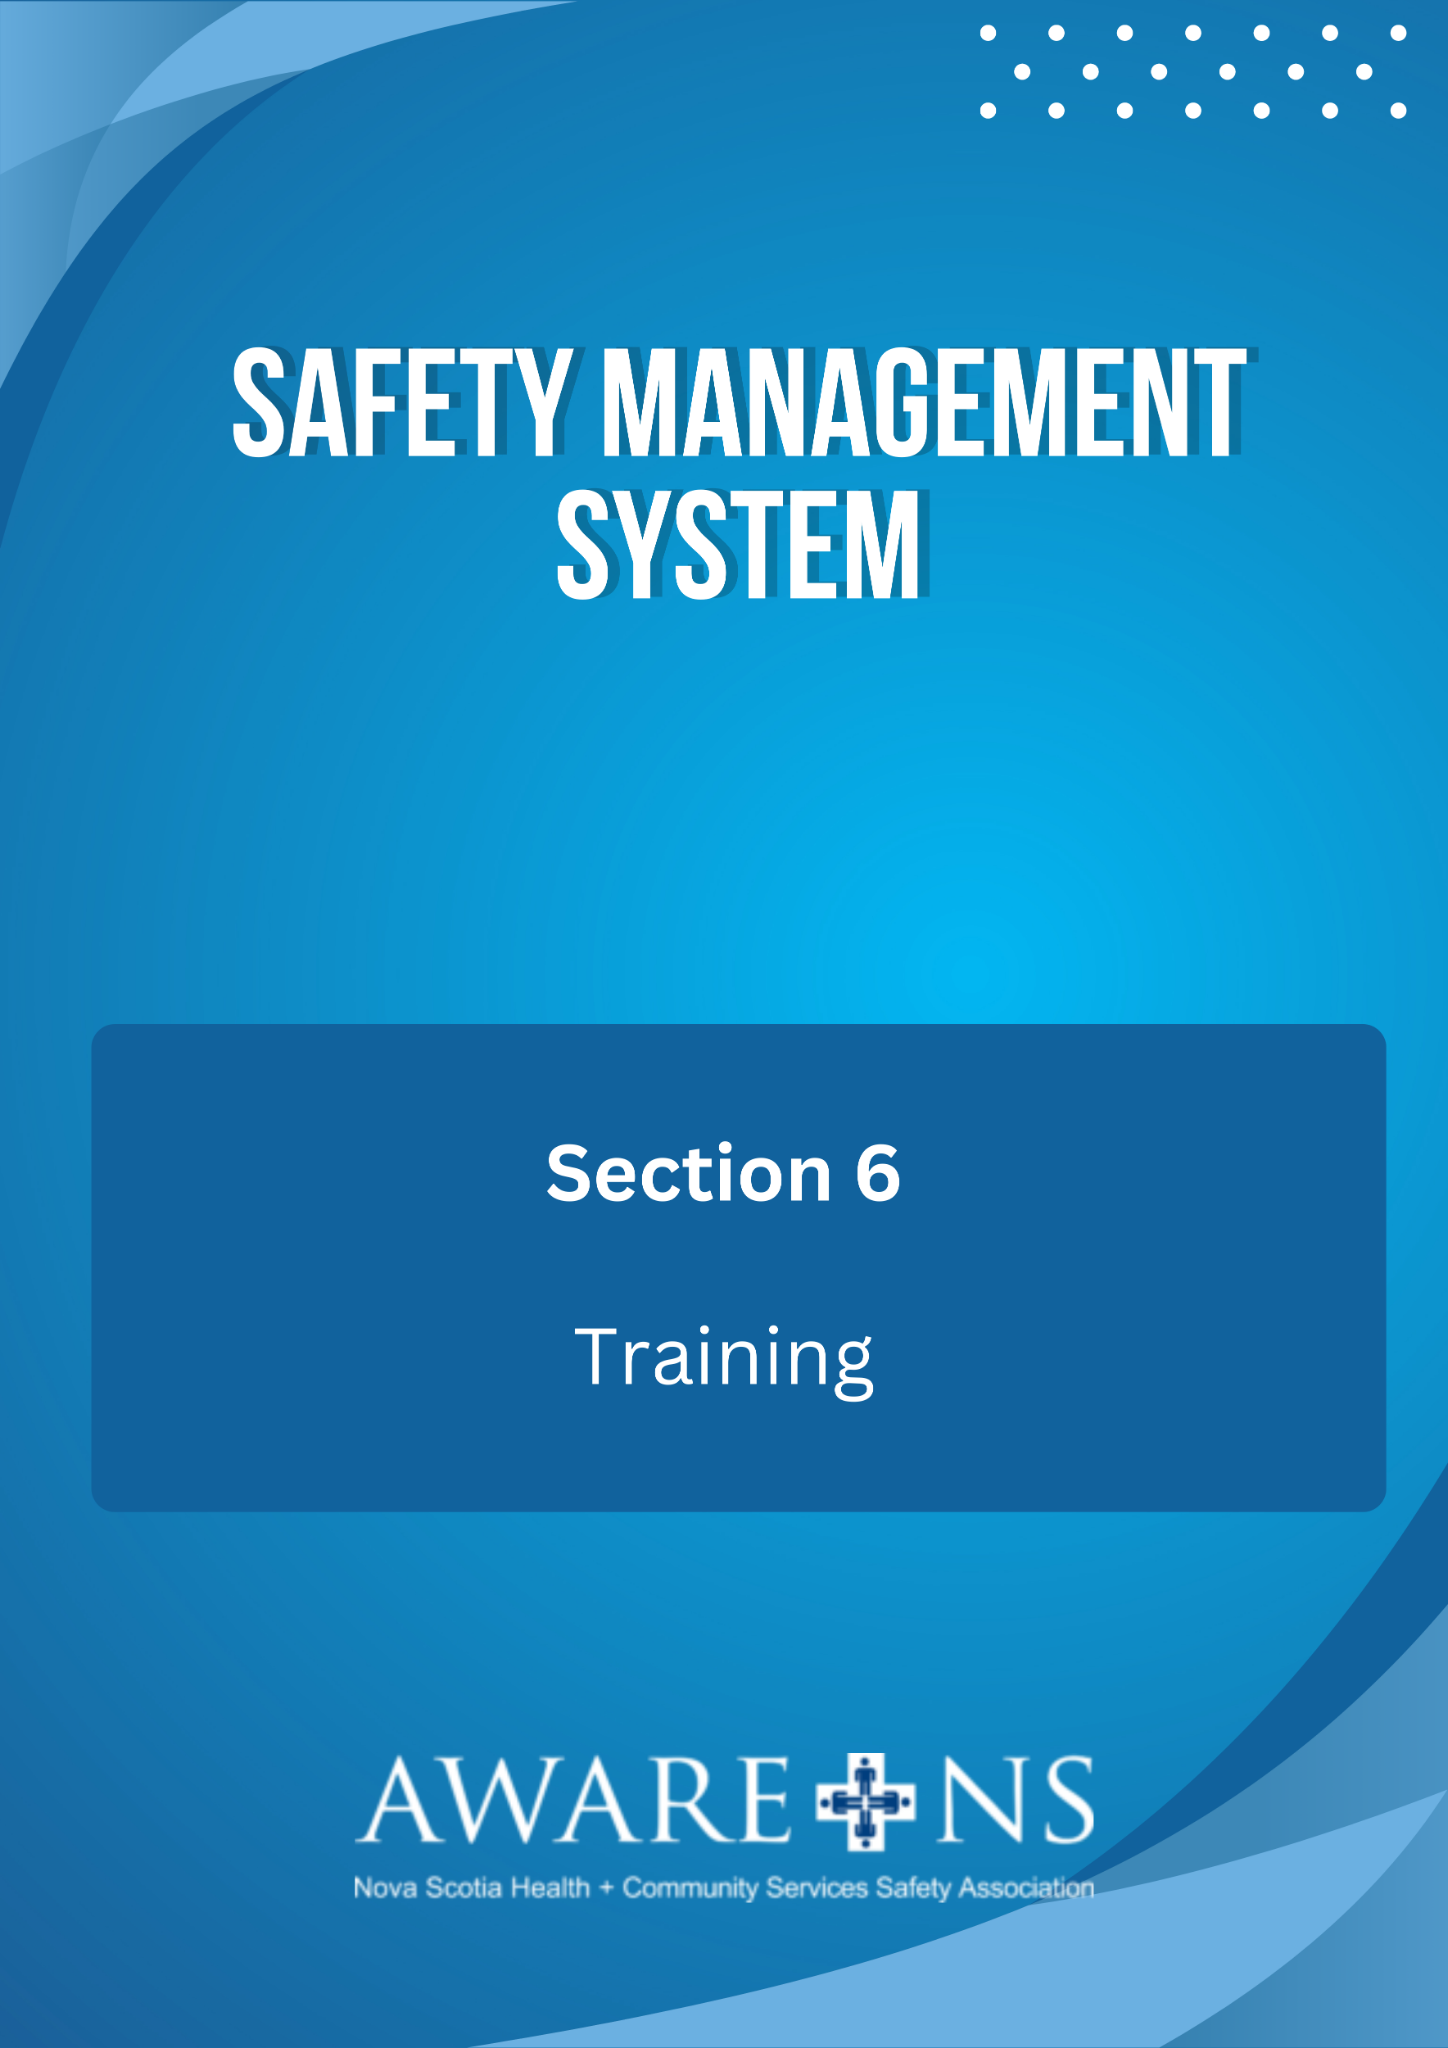 SAFETY MANAGEMENT
SYSTEM
Section 6
Training
AWARE NS
Nova Scotia Health + Community Services Safety Association